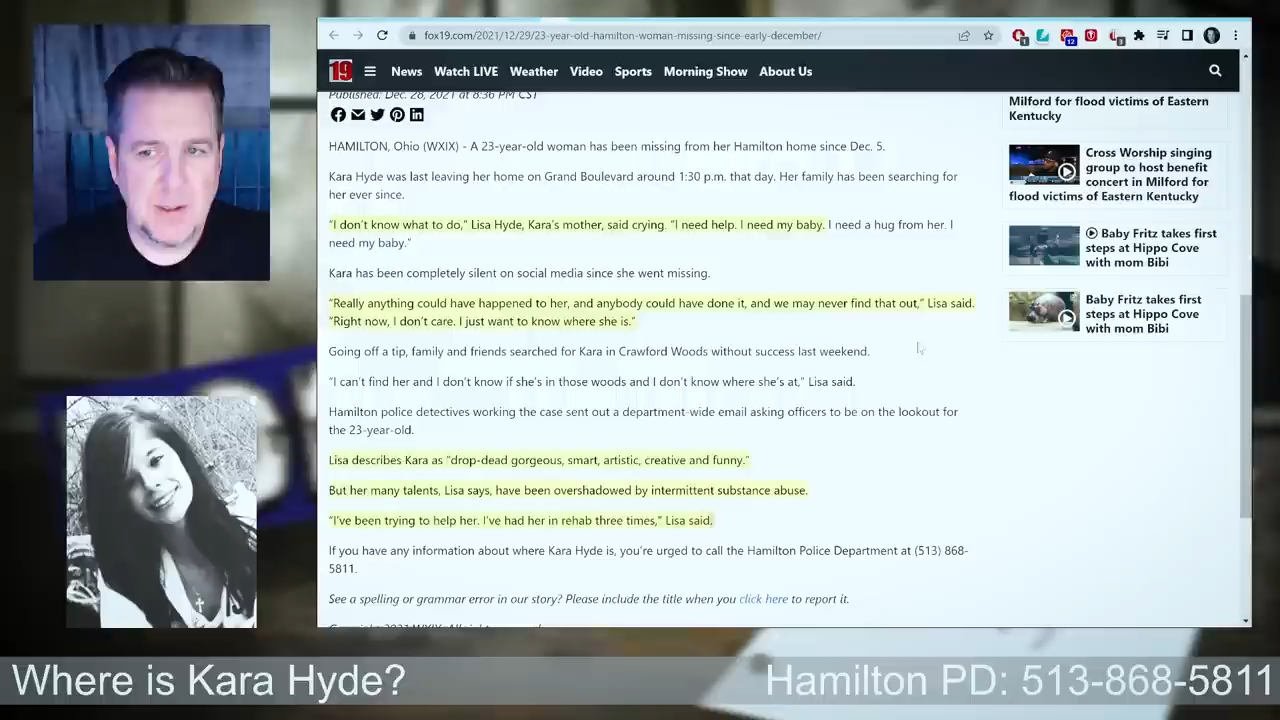 fox19.com/2021/12/29/23-year-old-hamilton-woman-missing-since-early-december/
1
12
3
19 News Watch LIVE Weather Video Sports Morning Show About Us
Published: Dec. 28, 2021 at 8:36 PM CST
HAMILTON, Ohio (WXIX) - A 23-year-old woman has been missing from her Hamilton home since Dec. 5.
Kara Hyde was last leaving her home on Grand Boulevard around 1:30 p.m. that day. Her family has been searching for
her ever since.
“I don’t know what to do,” Lisa Hyde, Kara’s mother, said crying. “I need help. I need my baby. I need a hug from her. I
need my baby.”
Kara has been completely silent on social media since she went missing.
“Really anything could have happened to her, and anybody could have done it, and we may never find that out,” Lisa said.
“Right now, I don’t care. I just want to know where she is.”
Going off a tip, family and friends searched for Kara in Crawford Woods without success last weekend.
“I can’t find her and I don’t know if she’s in those woods and I don’t know where she’s at,” Lisa said.
Hamilton police detectives working the case sent out a department-wide email asking officers to be on the lookout for
the 23-year-old.
Lisa describes Kara as “drop-dead gorgeous, smart, artistic, creative and funny.”
But her many talents, Lisa says, have been overshadowed by intermittent substance abuse.
“I’ve been trying to help her. I’ve had her in rehab three times,” Lisa said.
If you have any information about where Kara Hyde is, you’re urged to call the Hamilton Police Department at (513) 868-
5811.
See a spelling or grammar error in our story? Please include the title when you click here to report it.
Milford for flood victims of Eastern
Kentucky
Cross Worship singing
group to host benefit
concert in Milford for
flood victims of Eastern Kentucky
Baby Fritz takes first
steps at Hippo Cove
with mom Bibi
Baby Fritz takes first
steps at Hippo Cove
with mom Bibi
Where is Kara Hyde?
Hamilton PD: 513-868-5811